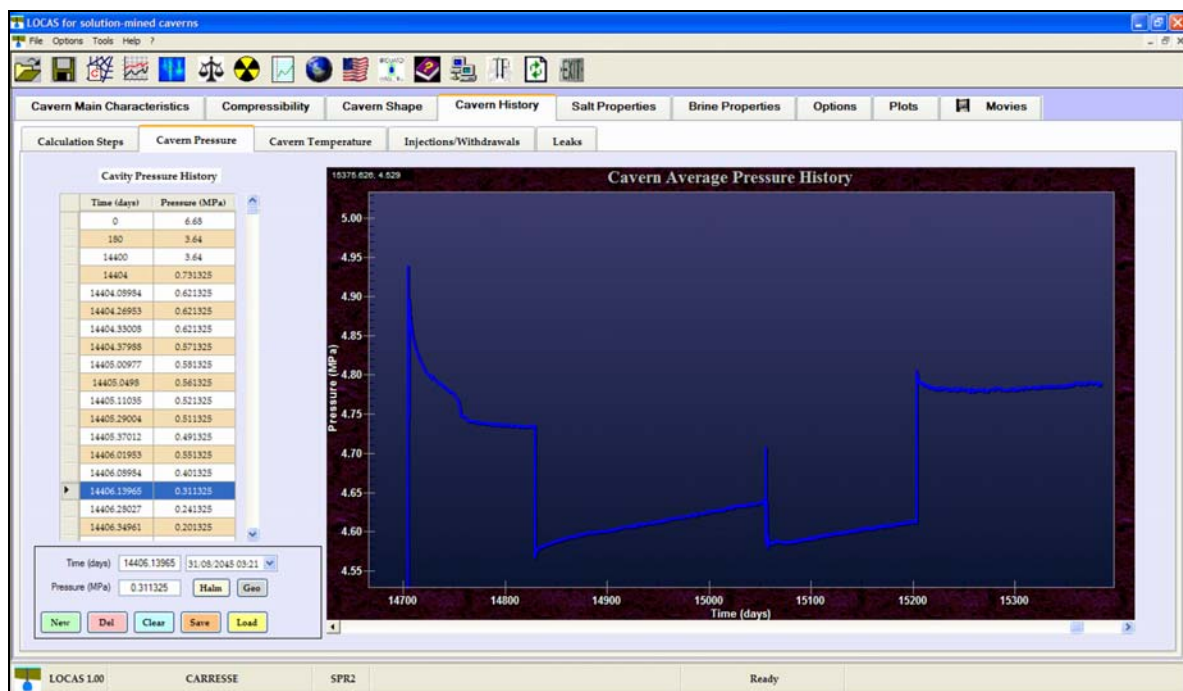 LOCAS for solution-mined caverns
File Options Tools Help ?
EXIT
Cavern Main Characteristics Compressibility Cavern Shape Cavern History Salt Properties Brine Properties Options Plots Movies
Calculation Steps Cavern Pressure Cavern Temperature Injections/Withdrawals Leaks
Cavity Pressure History
Time (days) Pressure (MPa)
0 6.68
180 3.64
14400 3.64
14404 0.731325
14404.08984 0.621325
14404.26953 0.621325
14404.33008 0.621325
14404.37988 0.571325
14405.00977 0.581325
14405.0498 0.561325
14405.11035 0.521325
14405.29004 0.511325
14405.37012 0.491325
14406.01953 0.551325
14406.08984 0.401325
14406.13965 0.311325
14406.28027 0.241325
14406.34961 0.201325
Time (days) 14406.13965 31/08/2045 03:21
Pressure (MPa) 0.311325 Halm Geo
New Del Clear Save Load
15375.626, 4.529
Cavern Average Pressure History
5.00
4.95
4.90
4.85
4.80
4.75
4.70
4.65
4.60
4.55
Pressure (MPa)
14700 14800 14900 15000 15100 15200 15300
Time (days)
LOCAS 1.00 CARRESSE SPR2 Ready